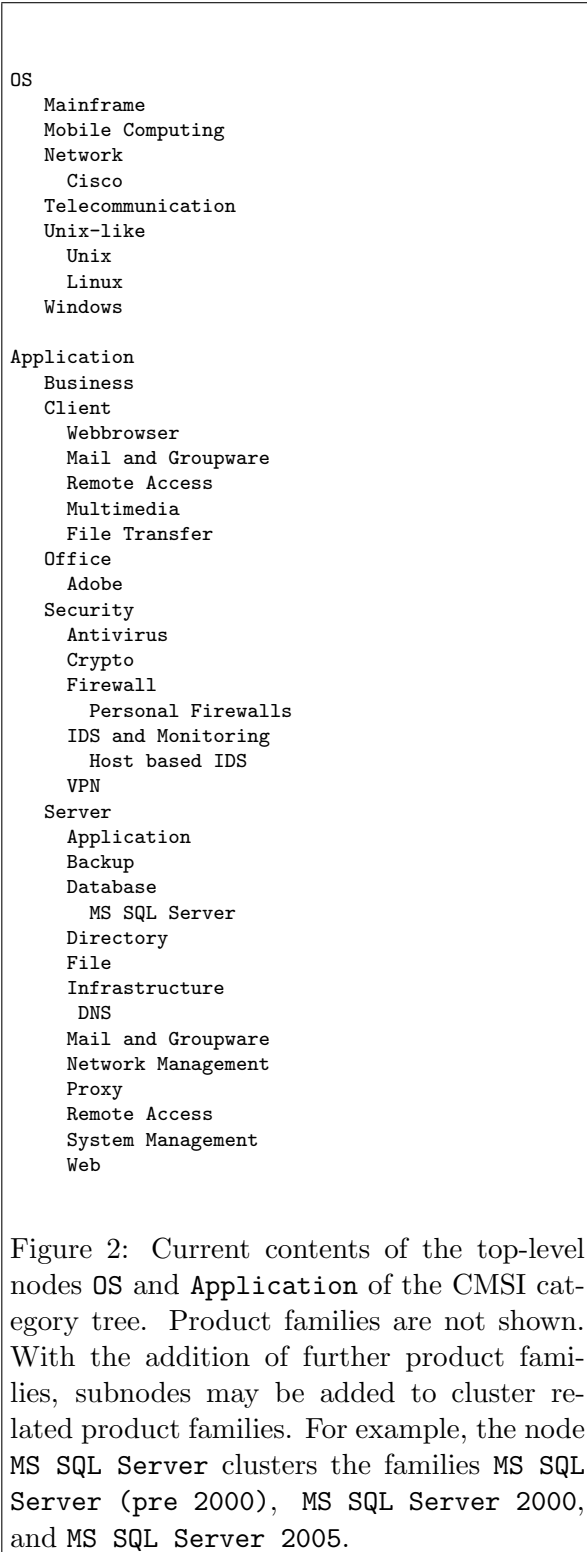 OS
Mainframe
Mobile Computing
Network
Cisco
Telecommunication
Unix-like
Unix
Linux
Windows
Application
Business
Client
Webbrowser
Mail and Groupware
Remote Access
Multimedia
File Transfer
Office
Adobe
Security
Antivirus
Crypto
Firewall
Personal Firewalls
IDS and Monitoring
Host based IDS
VPN
Server
Application
Backup
Database
MS SQL Server
Directory
File
Infrastructure
DNS
Mail and Groupware
Network Management
Proxy
Remote Access
System Management
Web
Figure 2: Current contents of the top-level
nodes OS and Application of the CMSI cat-
egory tree. Product families are not shown.
With the addition of further product fami-
lies, subnodes may be added to cluster re-
lated product families. For example, the node
MS SQL Server clusters the families MS SQL
Server (pre 2000), MS SQL Server 2000,
and MS SQL Server 2005.